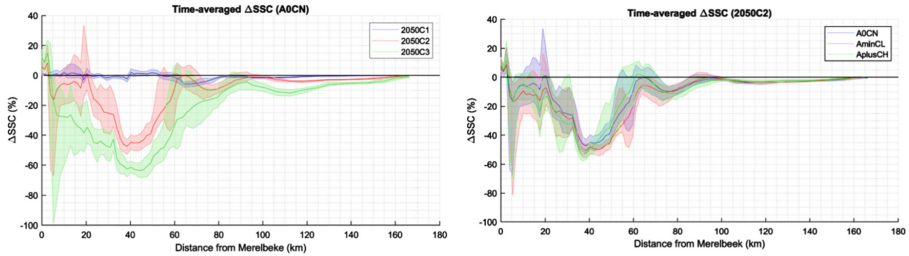 Time-averaged ΔSSC (A0CN)
40
20
0
-20
-40
-60
-80
-100
ΔSSC (%)
2050C1
2050C2
2050C3
0 20 40 60 80 100 120 140 160 180
Distance from Merelbeke (km)
Time-averaged ΔSSC (2050C2)
40
20
0
-20
-40
-60
-80
-100
ΔSSC (%)
A0CN
AminCL
AplusCH
0 20 40 60 80 100 120 140 160 180
Distance from Merelbeek (km)